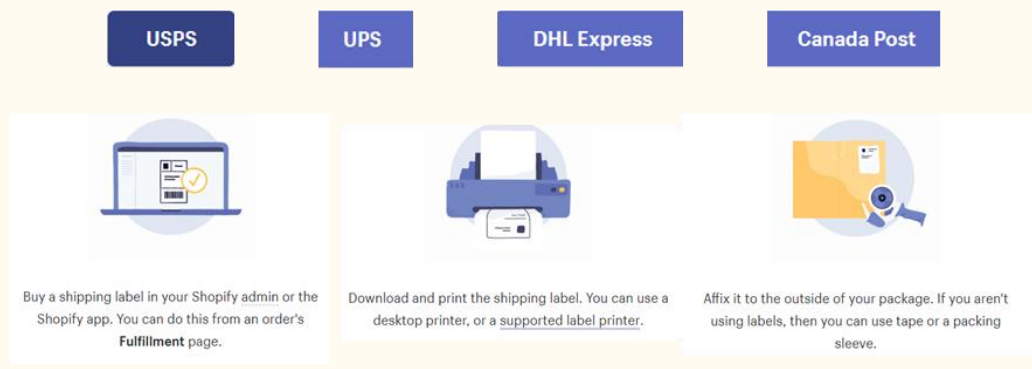 USPS
UPS
DHL Express
Canada Post
Buy a shipping label in your Shopify admin or the
Shopify app. You can do this from an order's
Fulfillment page.
Download and print the shipping label. You can use a
desktop printer, or a supported label printer.
Affix it to the outside of your package. If you aren't
using labels, then you can use tape or a packing
sleeve.